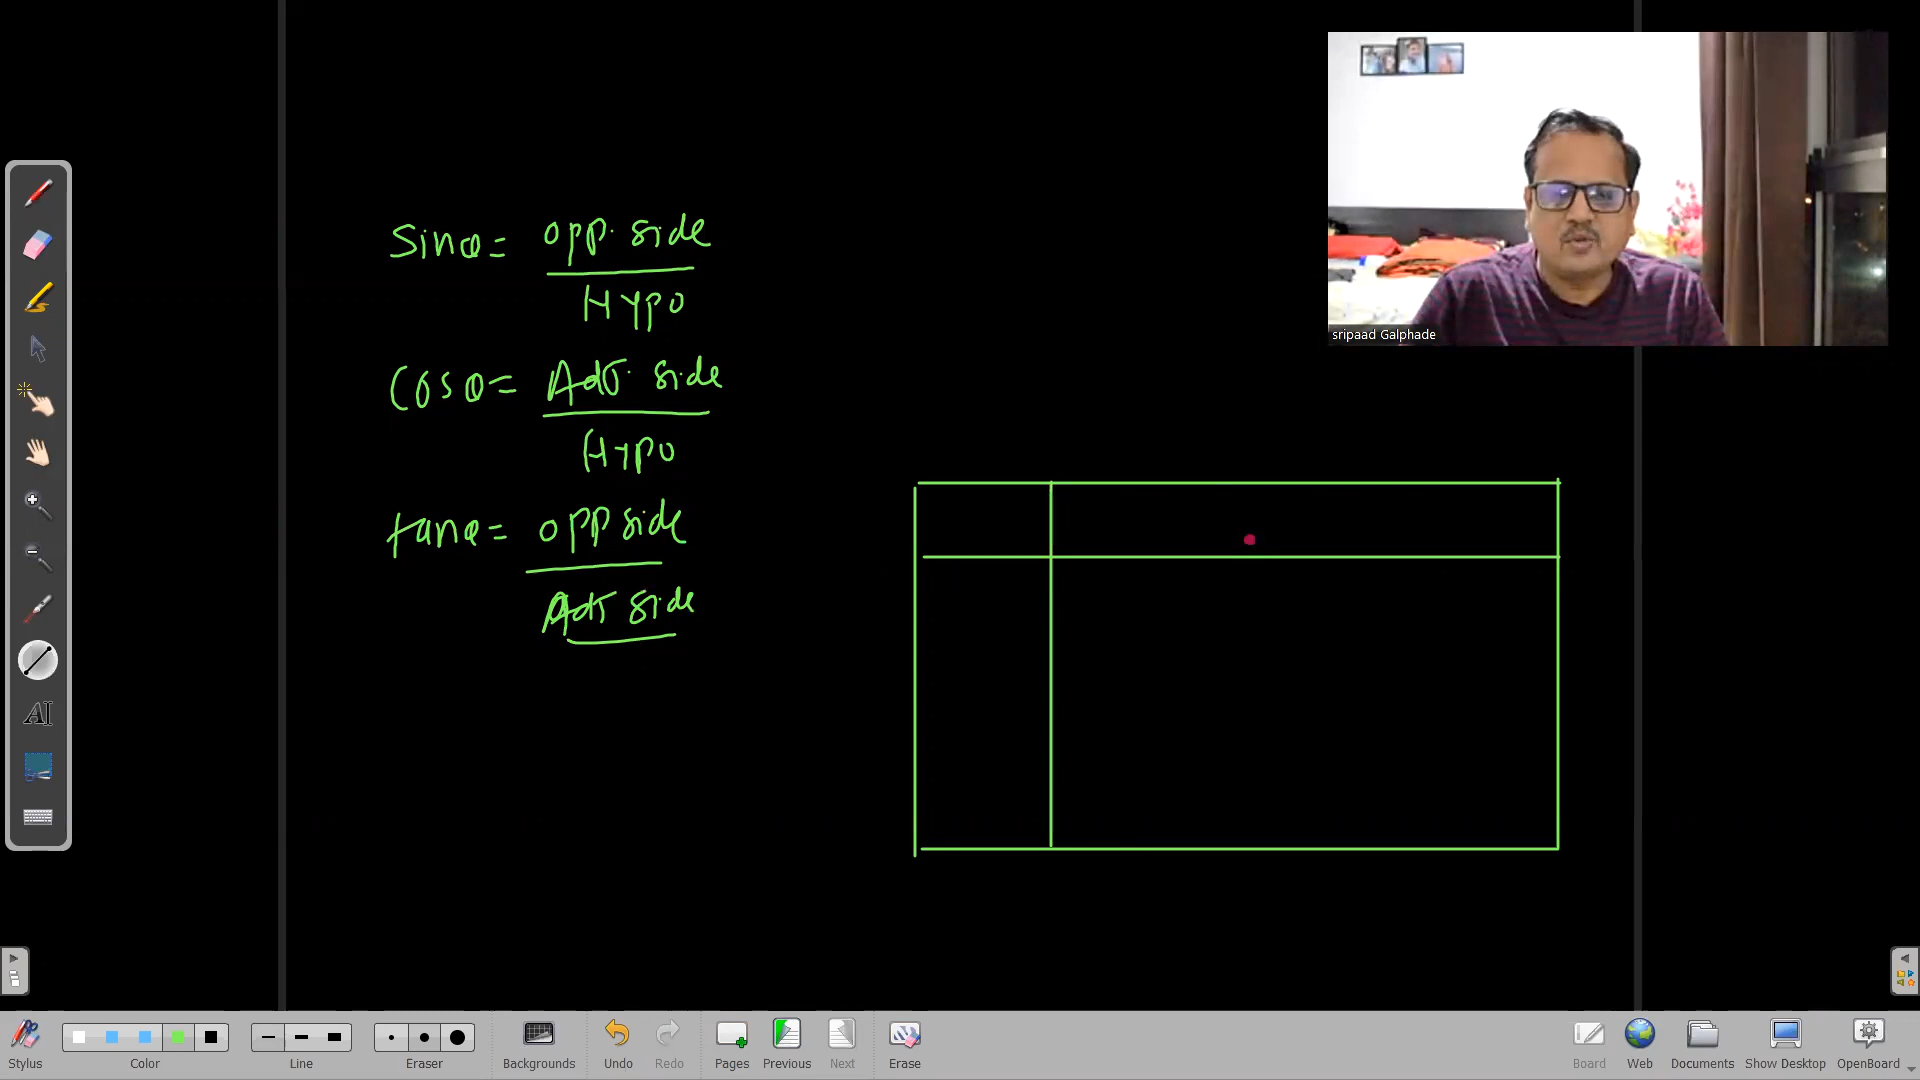 Sinθ = opp. side
Hypo
Cosθ = AdJ. side
Hypo
tanθ = opp side
AdJ side
sripaad Galphade
Stylus
Color
Line
Eraser
Backgrounds
Undo
Redo
Pages
Previous
Next
Erase
Board
Web
Documents
Show Desktop
OpenBoard